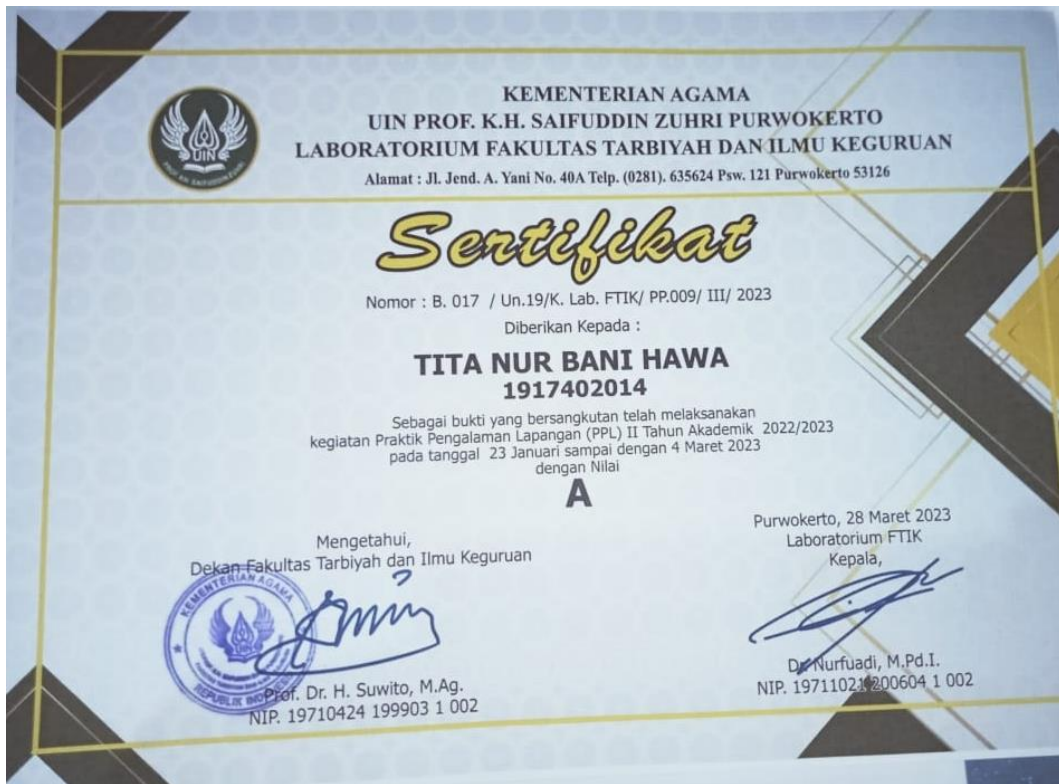 KEMENTERIAN AGAMA
UIN PROF. K.H. SAIFUDDIN ZUHRI PURWOKERTO
LABORATORIUM FAKULTAS TARBIYAH DAN ILMU KEGURUAN
Alamat : Jl. Jend. A. Yani No. 40A Telp. (0281). 635624 Psw. 121 Purwokerto 53126
UIN
Sertifikat
Nomor : B. 017 / Un.19/K. Lab. FTIK/ PP.009/ III/ 2023
Diberikan Kepada :
TITA NUR BANI HAWA
1917402014
Sebagai bukti yang bersangkutan telah melaksanakan
kegiatan Praktik Pengalaman Lapangan (PPL) II Tahun Akademik 2022/2023
pada tanggal 23 Januari sampai dengan 4 Maret 2023
dengan Nilai
A
Mengetahui,
Dekan Fakultas Tarbiyah dan Ilmu Keguruan
KEMENTERIAN AGAMA
REPUBLIK
Prof. Dr. H. Suwito, M.Ag.
NIP. 19710424 199903 1 002
Purwokerto, 28 Maret 2023
Laboratorium FTIK
Kepala,
Dr. Nurfuadi, M.Pd.I.
NIP. 19711021 200604 1 002